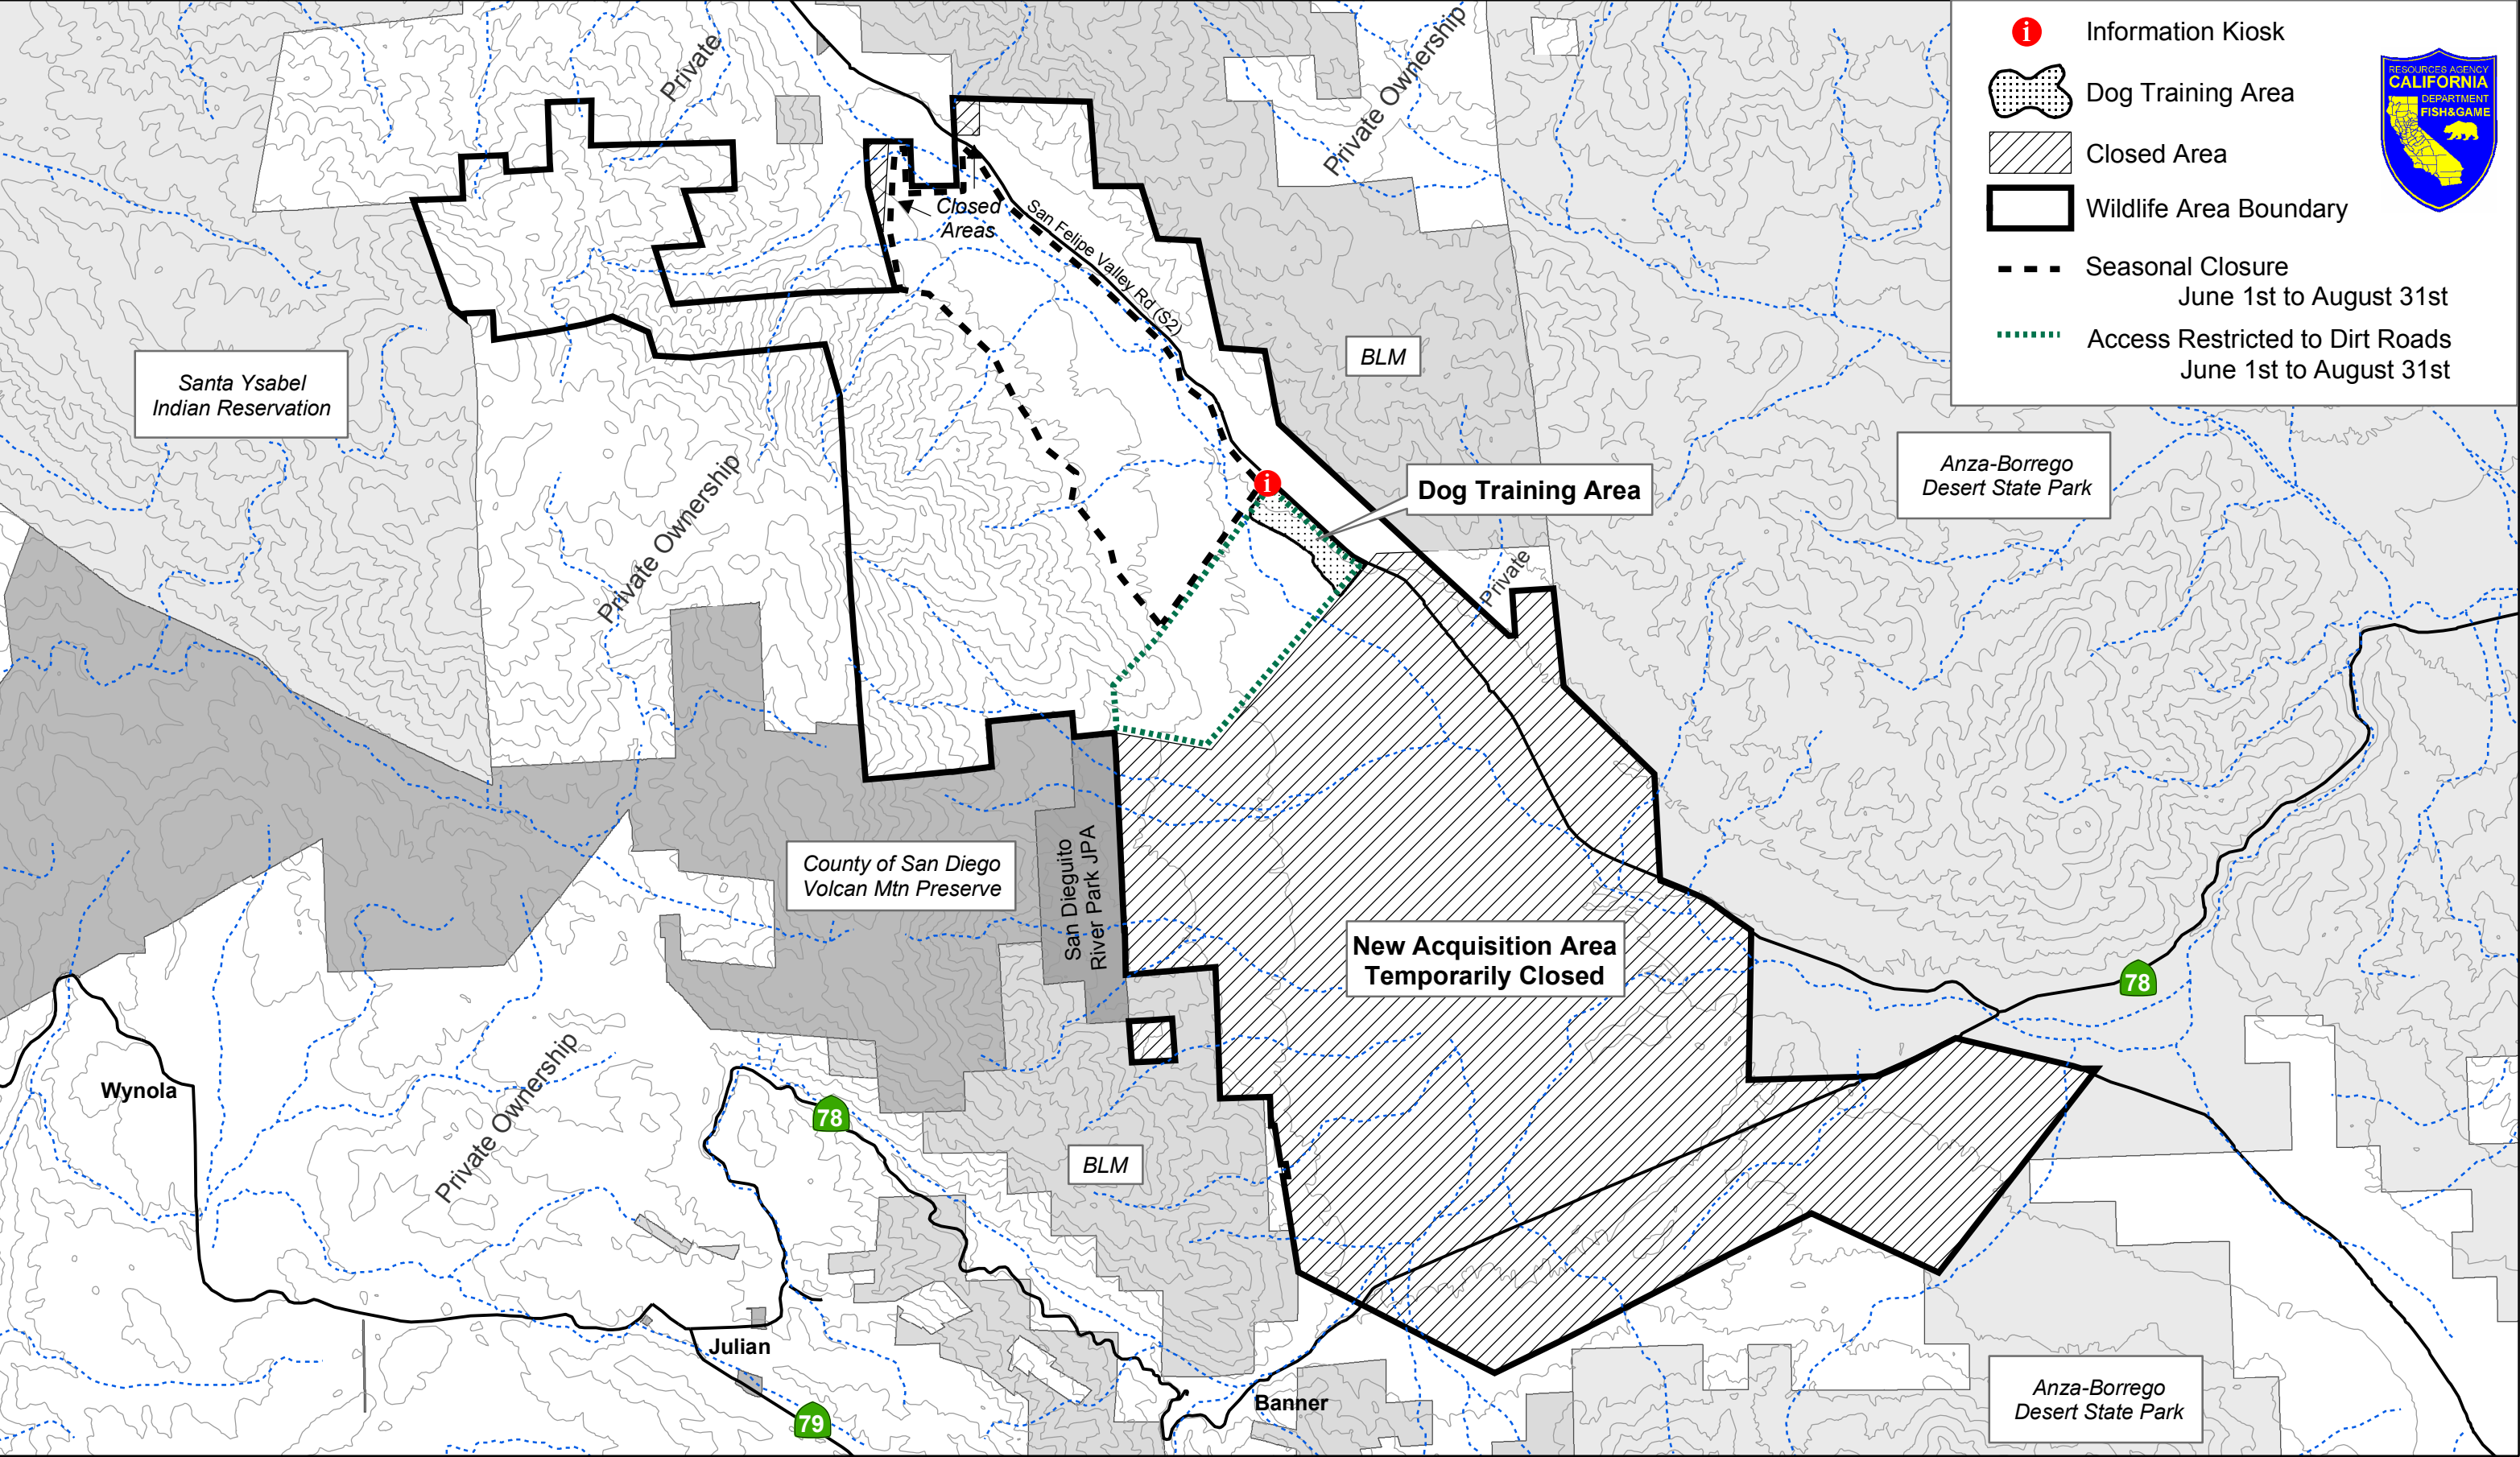 Information Kiosk
Dog Training Area
Closed Area
Wildlife Area Boundary
Seasonal Closure
June 1st to August 31st
Access Restricted to Dirt Roads
June 1st to August 31st
RESOURCES AGENCY
CALIFORNIA
DEPARTMENT
FISH&GAME
Private
Private Ownership
Closed
Areas
San Felipe Valley Rd (S2)
BLM
Santa Ysabel
Indian Reservation
Anza-Borrego
Desert State Park
i
Dog Training Area
Private Ownership
Private
County of San Diego
Volcan Mtn Preserve
San Dieguito
River Park JPA
New Acquisition Area
Temporarily Closed
78
Wynola
Private Ownership
78
BLM
Julian
Banner
79
Anza-Borrego
Desert State Park
i